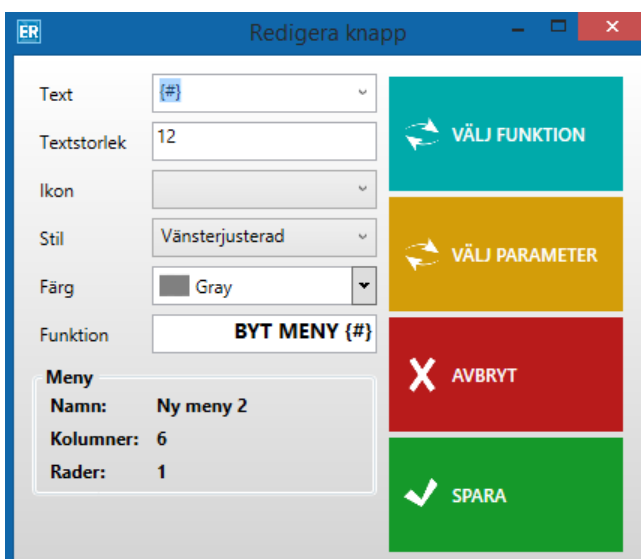 ER
Redigera knapp
Text
{#}
Textstorlek
12
Ikon
Stil
Vänsterjusterad
Färg
Gray
Funktion
BYT MENY {#}
Meny
Namn: Ny meny 2
Kolumner: 6
Rader: 1
VÄLJ FUNKTION
VÄLJ PARAMETER
AVBRYT
SPARA